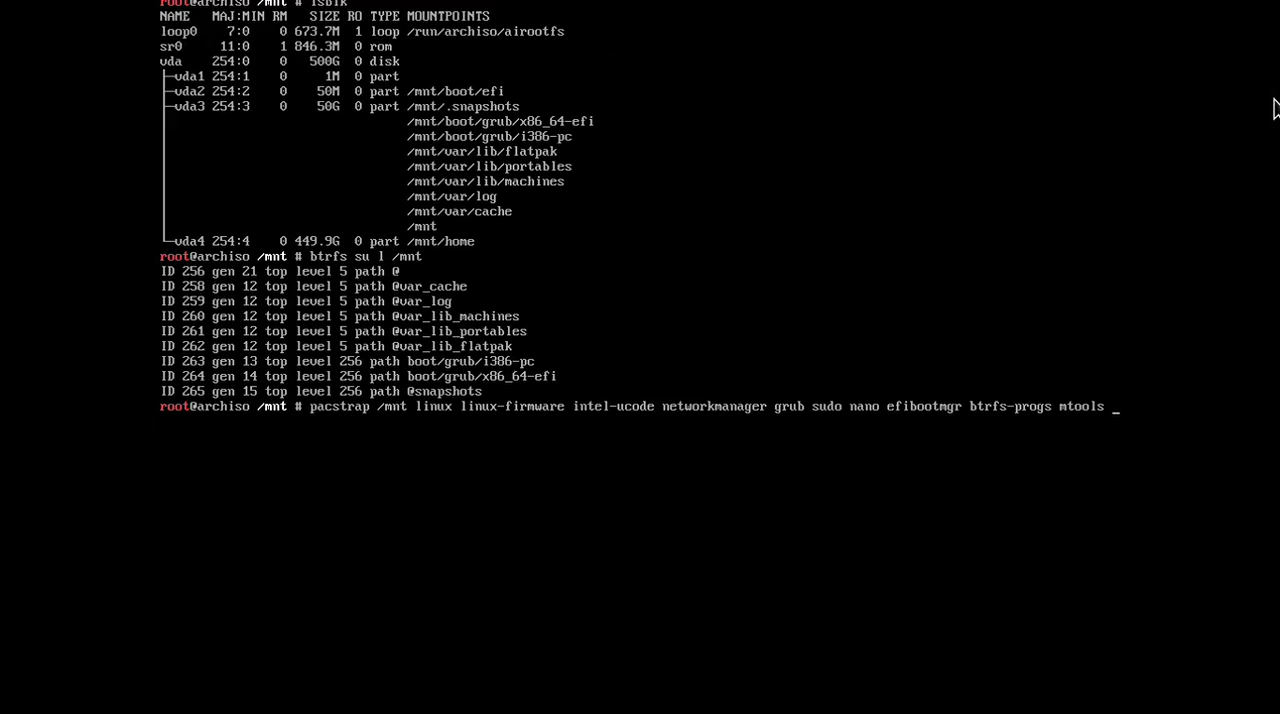 root@archiso /mnt # lsblk
NAME   MAJ:MIN RM   SIZE RO TYPE MOUNTPOINTS
loop0    7:0    0 673.7M  1 loop /run/archiso/airootfs
sr0     11:0    1 846.3M  0 rom
vda    254:0    0   500G  0 disk
├─vda1 254:1    0     1M  0 part
├─vda2 254:2    0    50M  0 part /mnt/boot/efi
├─vda3 254:3    0    50G  0 part /mnt/.snapshots
│                                /mnt/boot/grub/x86_64-efi
│                                /mnt/boot/grub/i386-pc
│                                /mnt/var/lib/flatpak
│                                /mnt/var/lib/portables
│                                /mnt/var/lib/machines
│                                /mnt/var/log
│                                /mnt/var/cache
│                                /mnt
└─vda4 254:4    0 449.9G  0 part /mnt/home
root@archiso /mnt # btrfs su l /mnt
ID 256 gen 21 top level 5 path @
ID 258 gen 12 top level 5 path @var_cache
ID 259 gen 12 top level 5 path @var_log
ID 260 gen 12 top level 5 path @var_lib_machines
ID 261 gen 12 top level 5 path @var_lib_portables
ID 262 gen 12 top level 5 path @var_lib_flatpak
ID 263 gen 13 top level 256 path boot/grub/i386-pc
ID 264 gen 14 top level 256 path boot/grub/x86_64-efi
ID 265 gen 15 top level 256 path @snapshots
root@archiso /mnt # pacstrap /mnt linux linux-firmware intel-ucode networkmanager grub sudo nano efibootmgr btrfs-progs mtools _